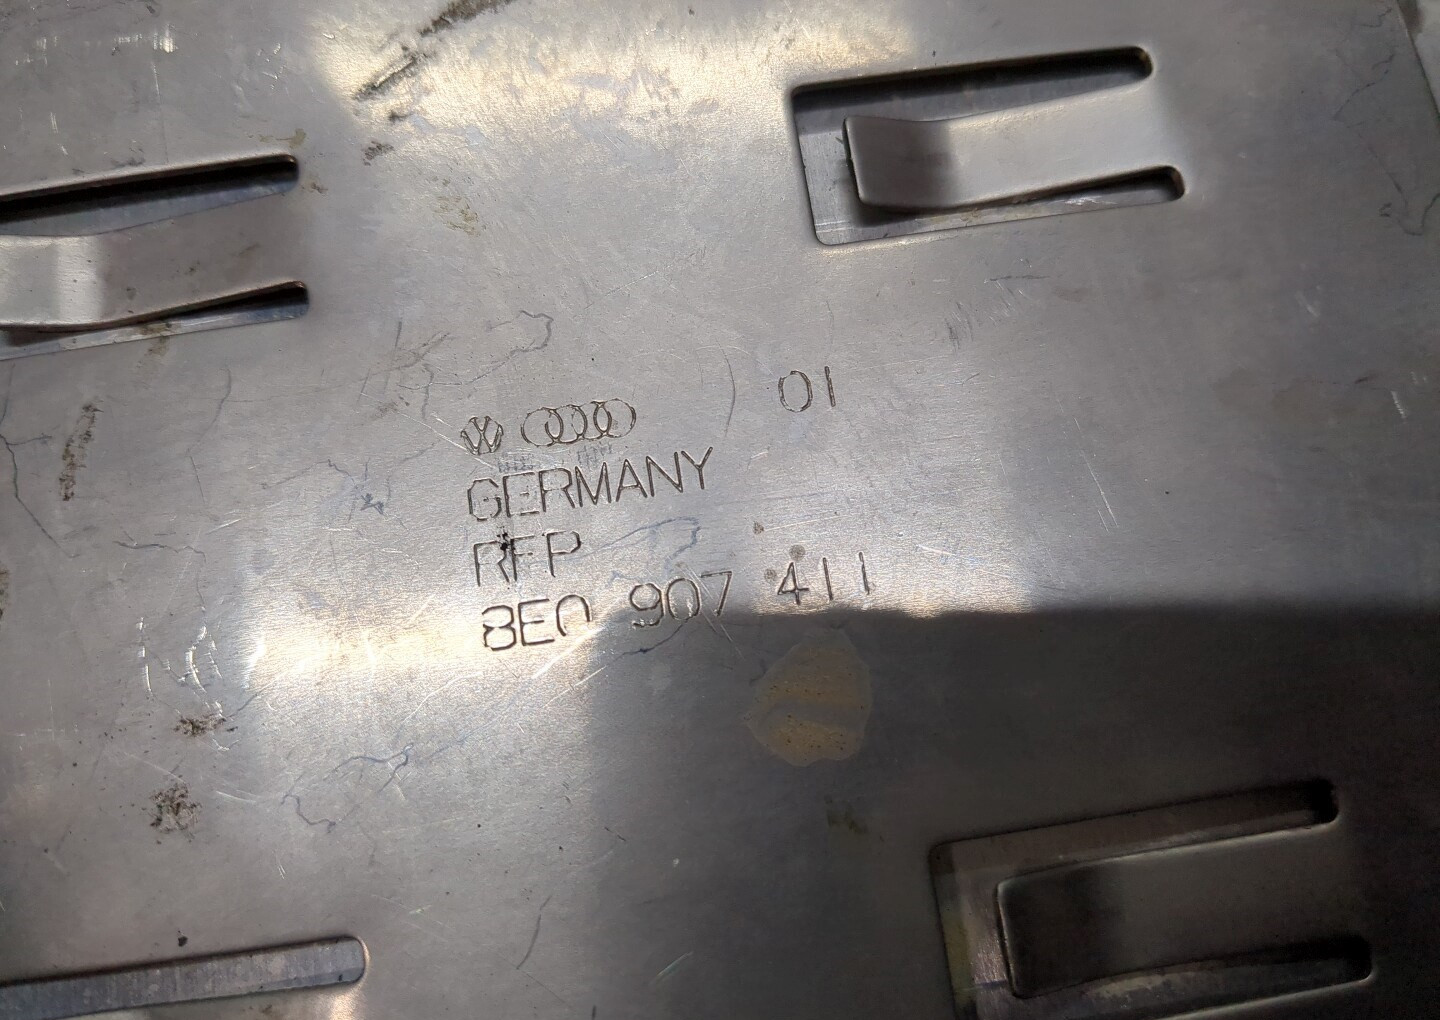 01
GERMANY
RFP
8E0 907 411